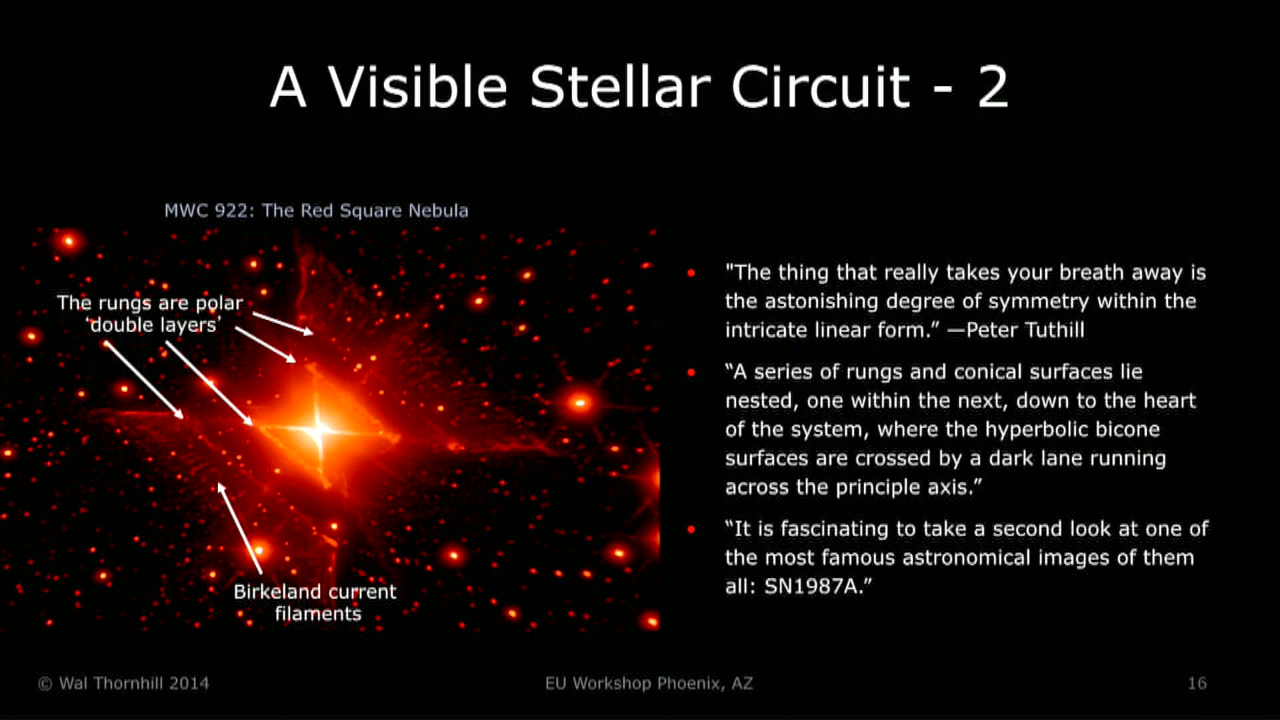 A Visible Stellar Circuit - 2
MWC 922: The Red Square Nebula
The rungs are polar
‘double layers’
Birkeland current
filaments
"The thing that really takes your breath away is
the astonishing degree of symmetry within the
intricate linear form.” —Peter Tuthill
“A series of rungs and conical surfaces lie
nested, one within the next, down to the heart
of the system, where the hyperbolic bicone
surfaces are crossed by a dark lane running
across the principle axis.”
“It is fascinating to take a second look at one of
the most famous astronomical images of them
all: SN1987A.”
© Wal Thornhill 2014
EU Workshop Phoenix, AZ
16